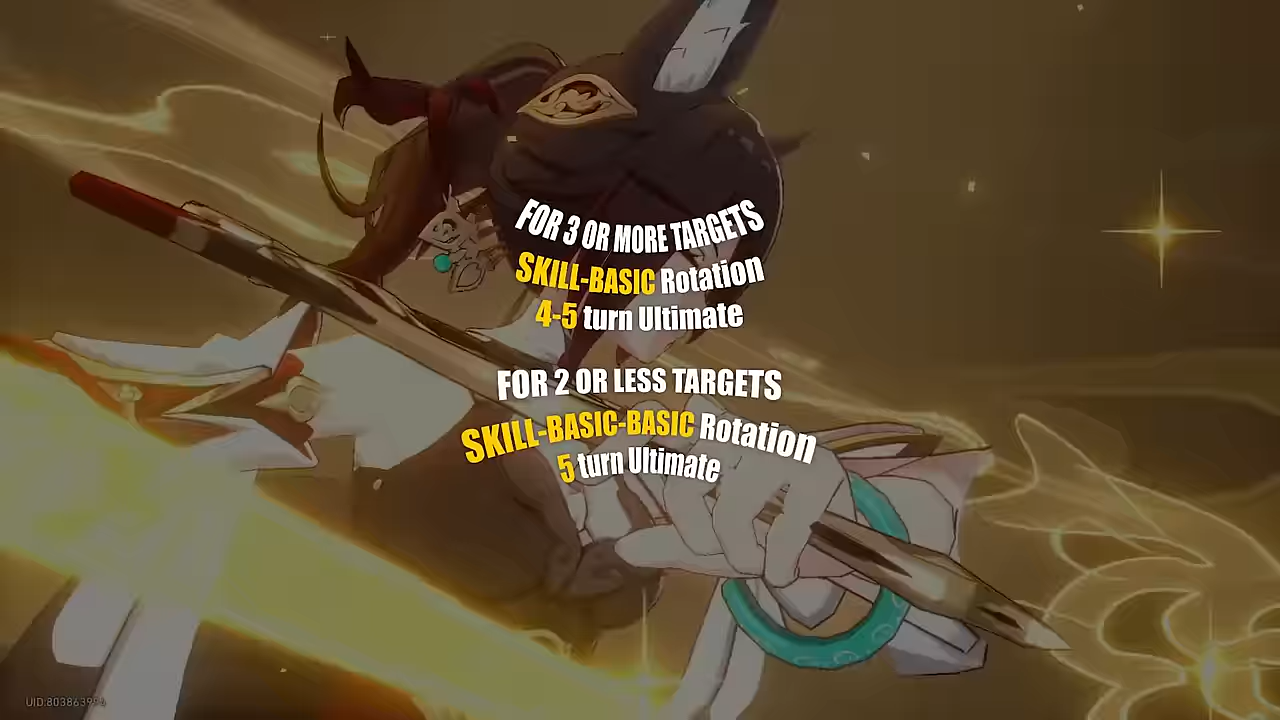 FOR 3 OR MORE TARGETS
SKILL-BASIC Rotation
4-5 turn Ultimate
FOR 2 OR LESS TARGETS
SKILL-BASIC-BASIC Rotation
5 turn Ultimate